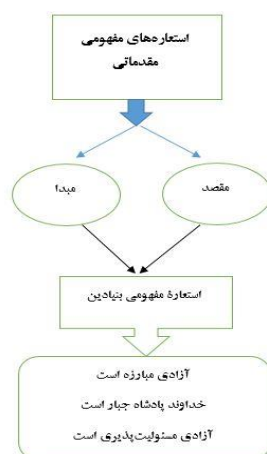 استعاره‌های مفهومی
مقدماتی
مقصد
مبدا
استعارهٔ مفهومی بنیادین
آزادی مبارزه است
خداوند پادشاه جبار است
آزادی مسئولیت‌پذیری است